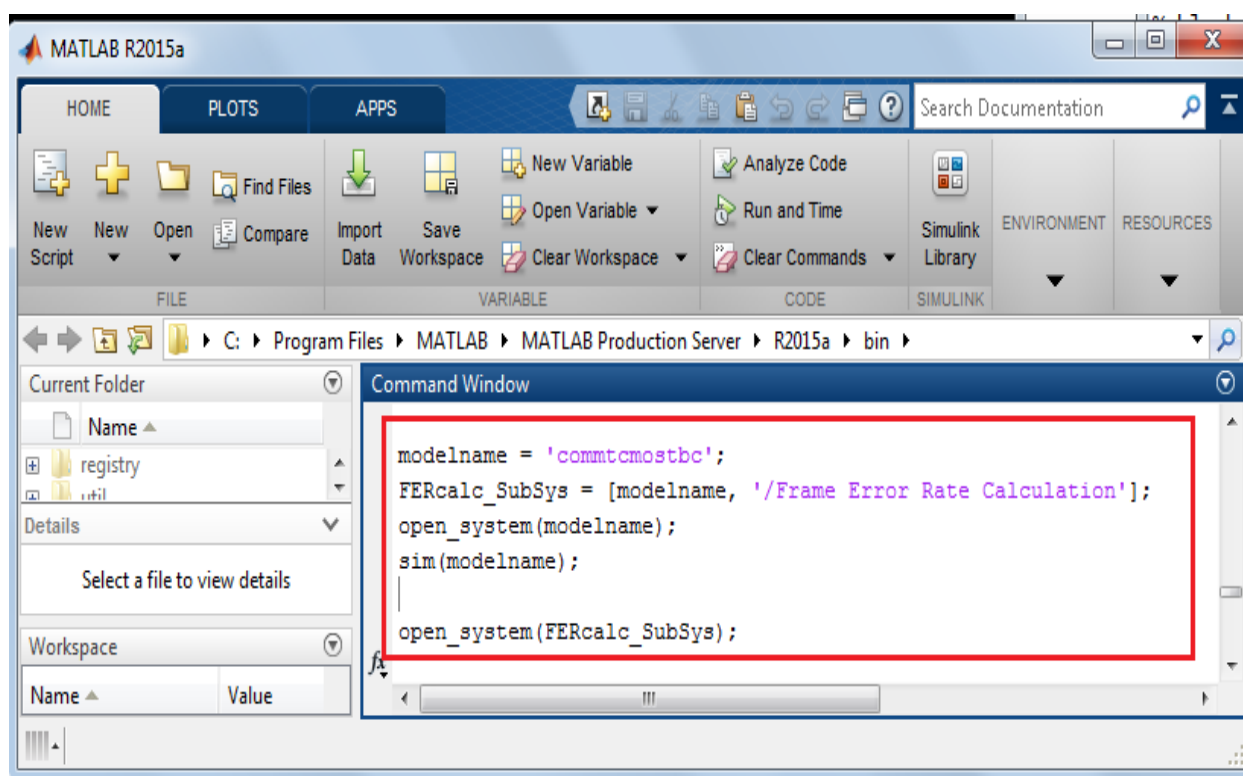 MATLAB R2015a
HOME PLOTS APPS Search Documentation
New Script
New
Open
Find Files
Compare
FILE
Import Data
Save Workspace
New Variable
Open Variable
Clear Workspace
VARIABLE
Analyze Code
Run and Time
Clear Commands
CODE
Simulink Library
SIMULINK
ENVIRONMENT
RESOURCES
C: Program Files MATLAB MATLAB Production Server R2015a bin
Current Folder
Name
registry
util
Details
Select a file to view details
Workspace
Name Value
Command Window
modelname = 'commtcmostbc';
FERcalc_SubSys = [modelname, '/Frame Error Rate Calculation'];
open_system(modelname);
sim(modelname);
open_system(FERcalc_SubSys);
fx